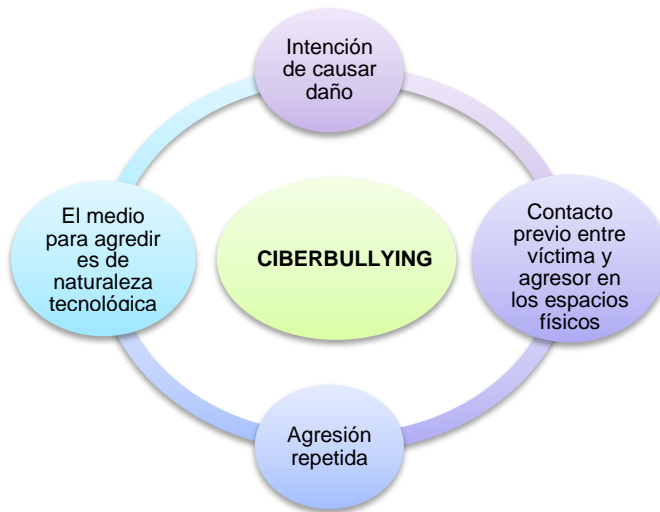 Intención
de causar
daño
El medio
para agredir
es de
naturaleza
tecnológica
CIBERBULLYING
Contacto
previo entre
víctima y
agresor en
los espacios
físicos
Agresión
repetida